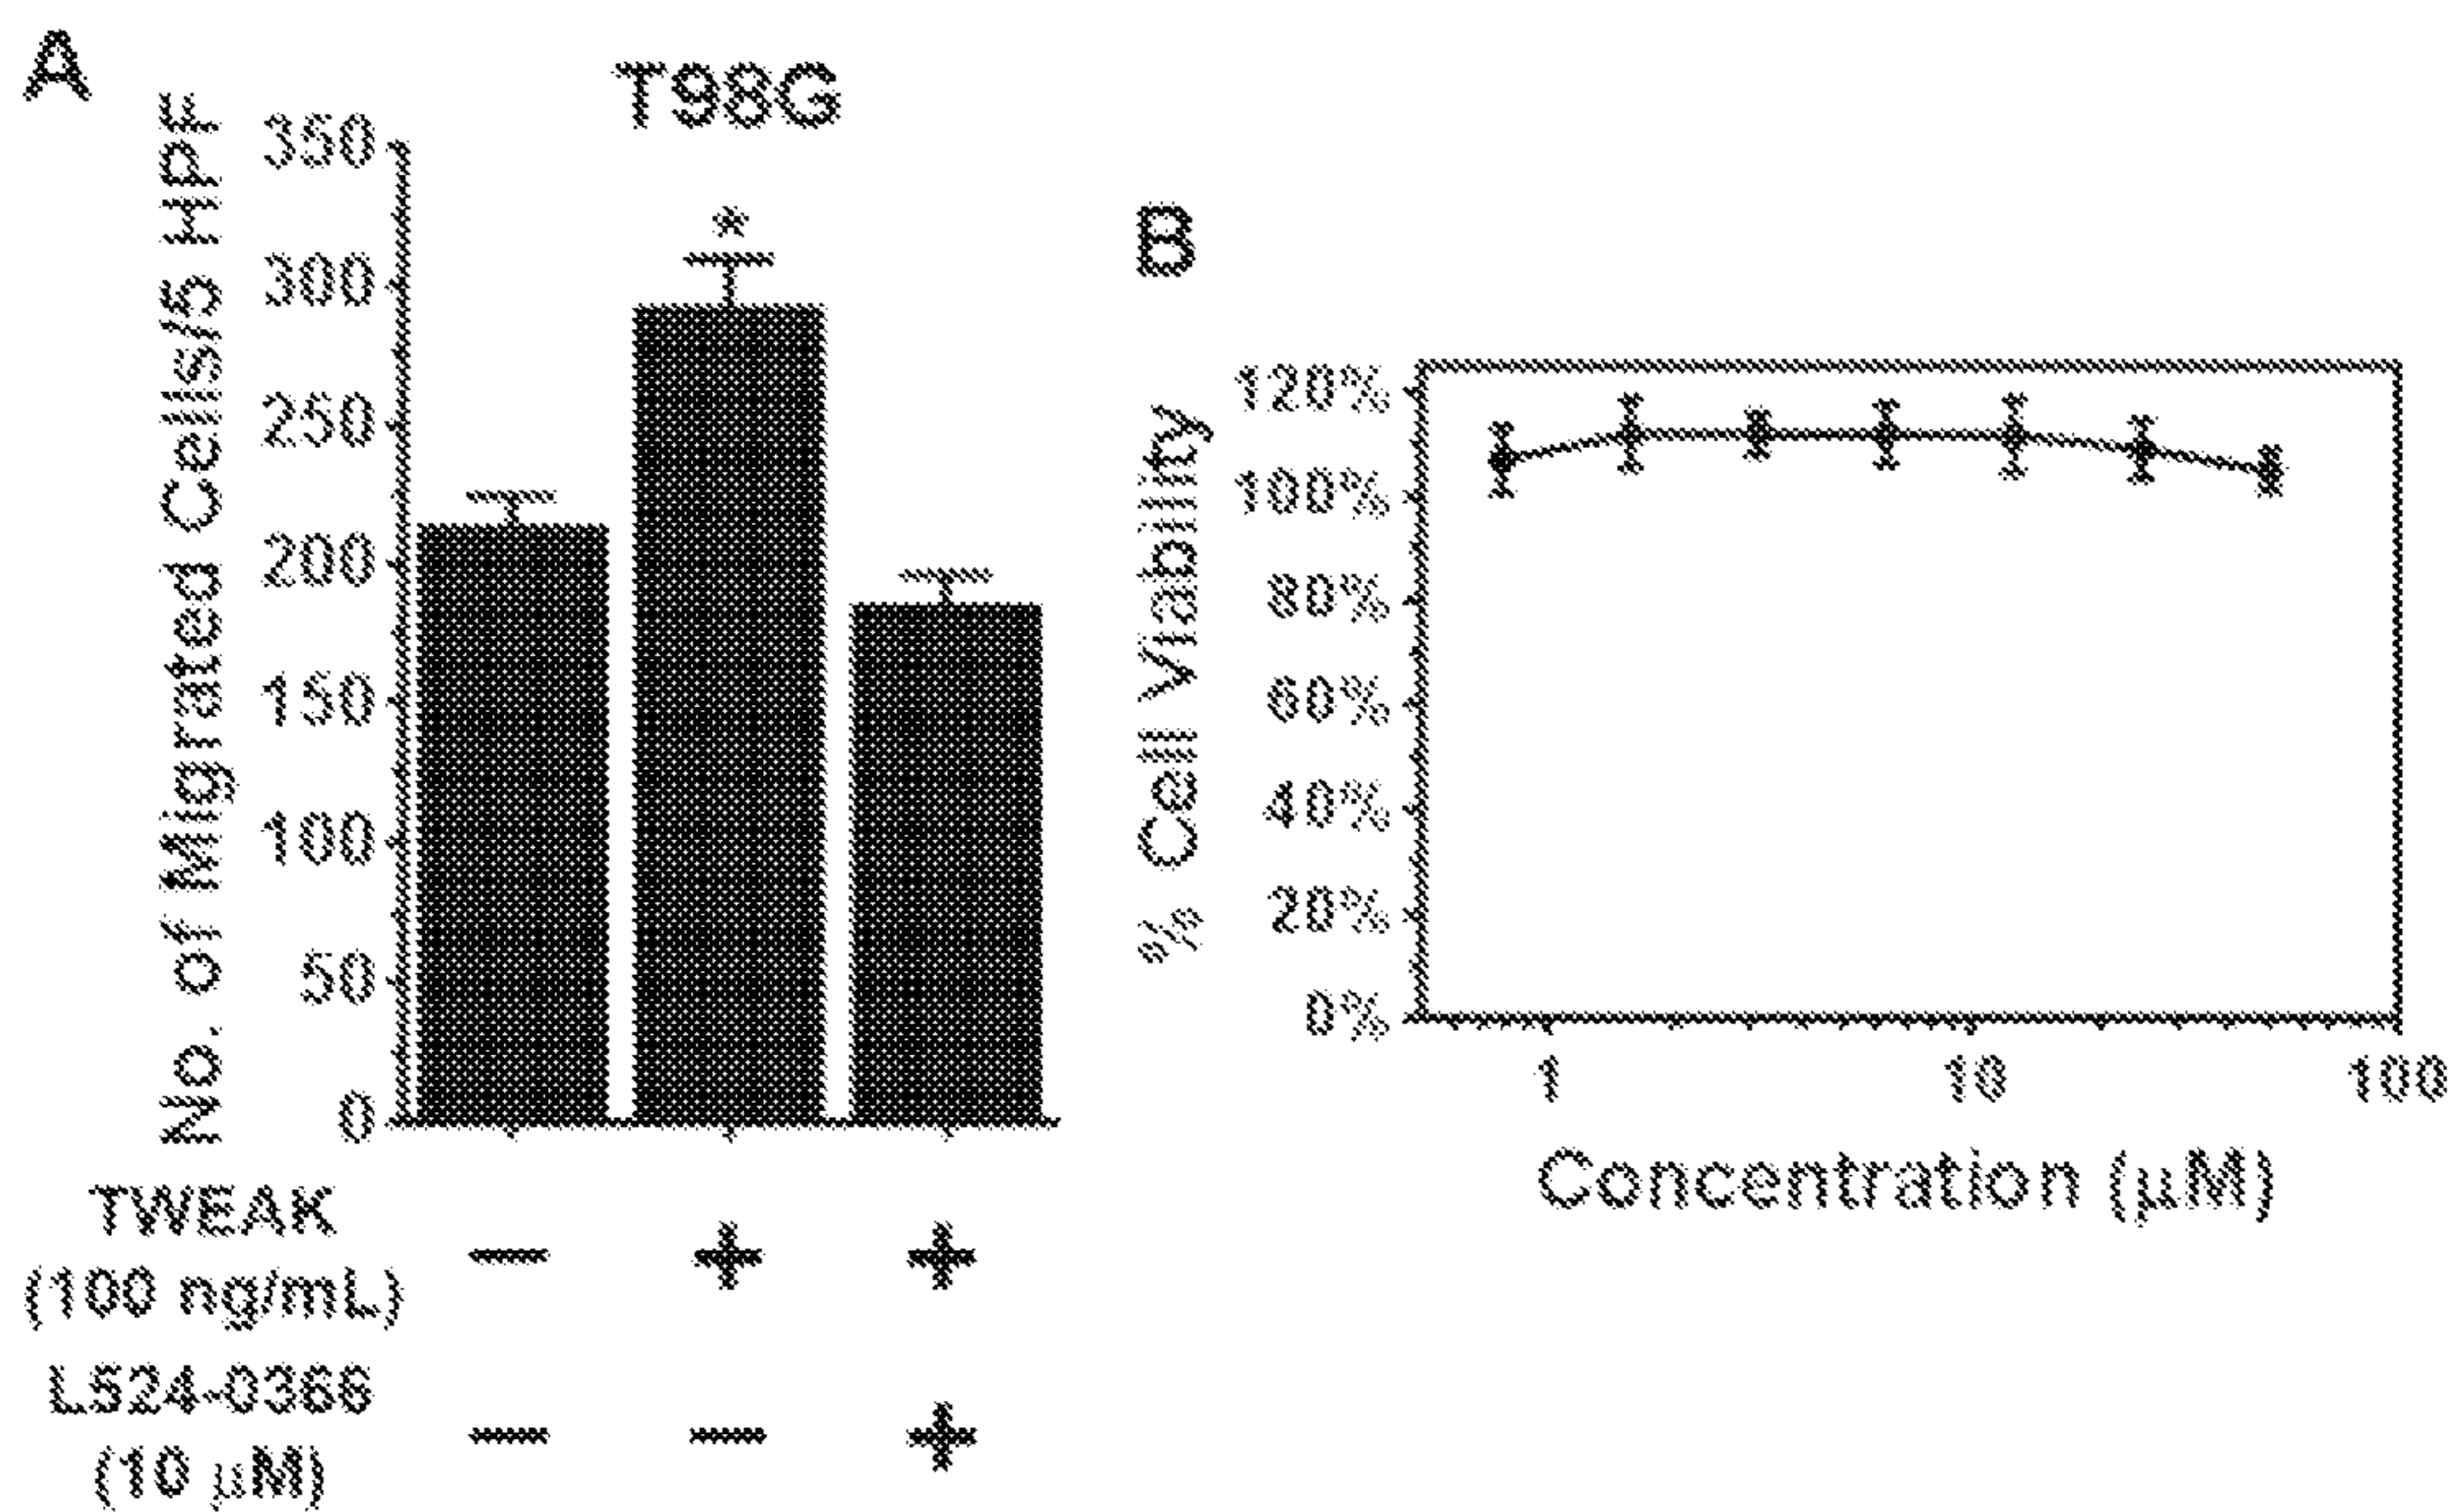 A
T98G
No. of Migrated Cells/5 HPF
350
300
250
200
150
100
50
0
*
TWEAK
(100 ng/mL)
− + +
L524-0366
(10 μM)
− − +
B
% Cell Viability
120%
100%
80%
60%
40%
20%
0%
1 10 100
Concentration (μM)